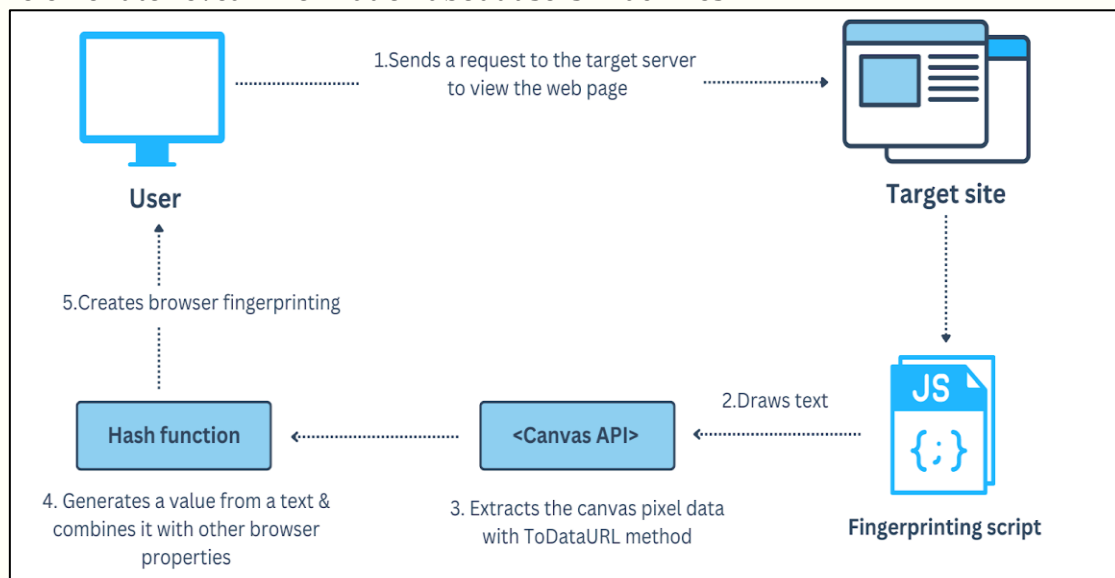 1.Sends a request to the target server
to view the web page
User
Target site
5.Creates browser fingerprinting
JS
{;}
2.Draws text
Hash function
<Canvas API>
4. Generates a value from a text &
combines it with other browser
properties
3. Extracts the canvas pixel data
with ToDataURL method
Fingerprinting script